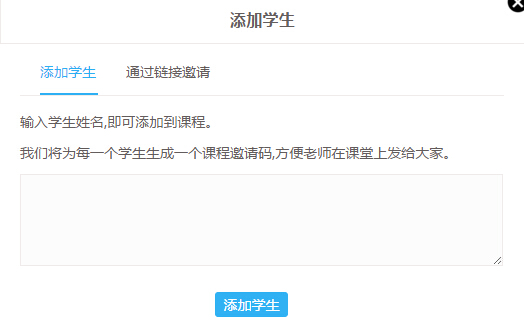 添加学生
添加学生 通过链接邀请
输入学生姓名,即可添加到课程。
我们将为每一个学生生成一个课程邀请码,方便老师在课堂上发给大家。
添加学生